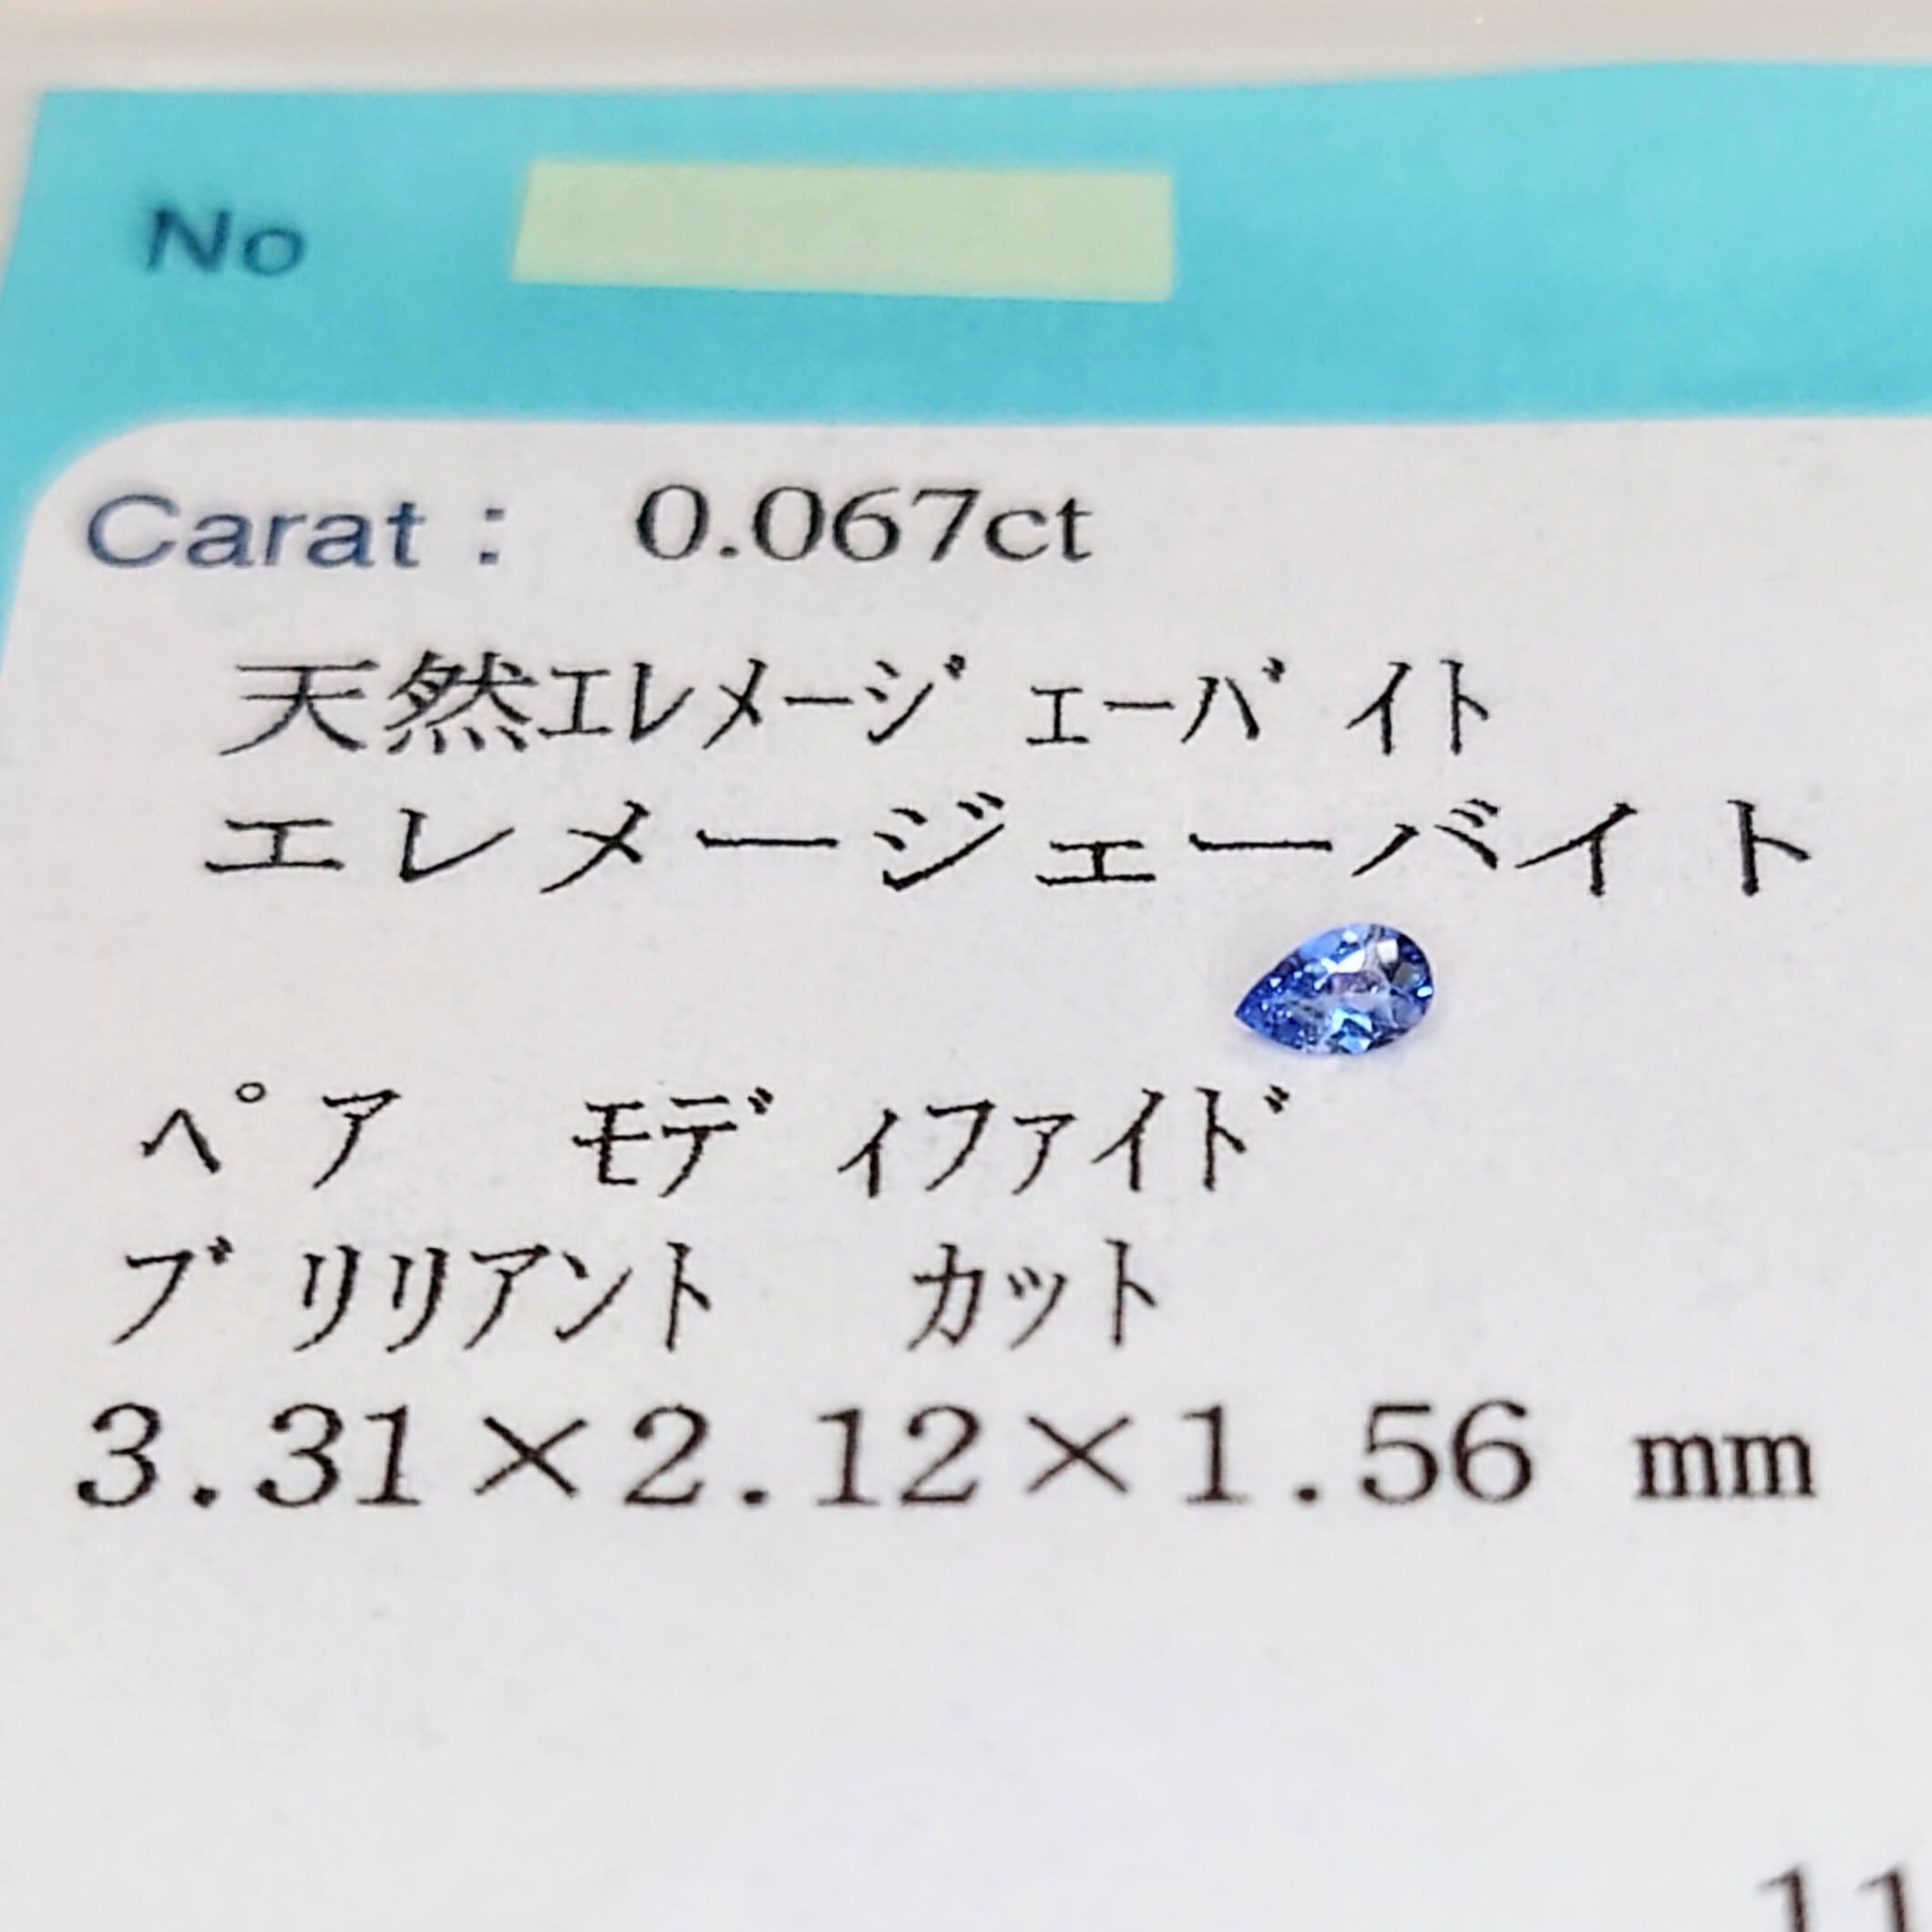 No
Carat : 0.067ct
天然ｴﾚﾒｰｼﾞｪｰﾊﾞｲﾄ
エレメージェーバイト
ﾍﾟｱ ﾓﾃﾞｨﾌｧｲﾄﾞ
ﾌﾞﾘﾘｱﾝﾄ ｶｯﾄ
3.31×2.12×1.56 mm
11